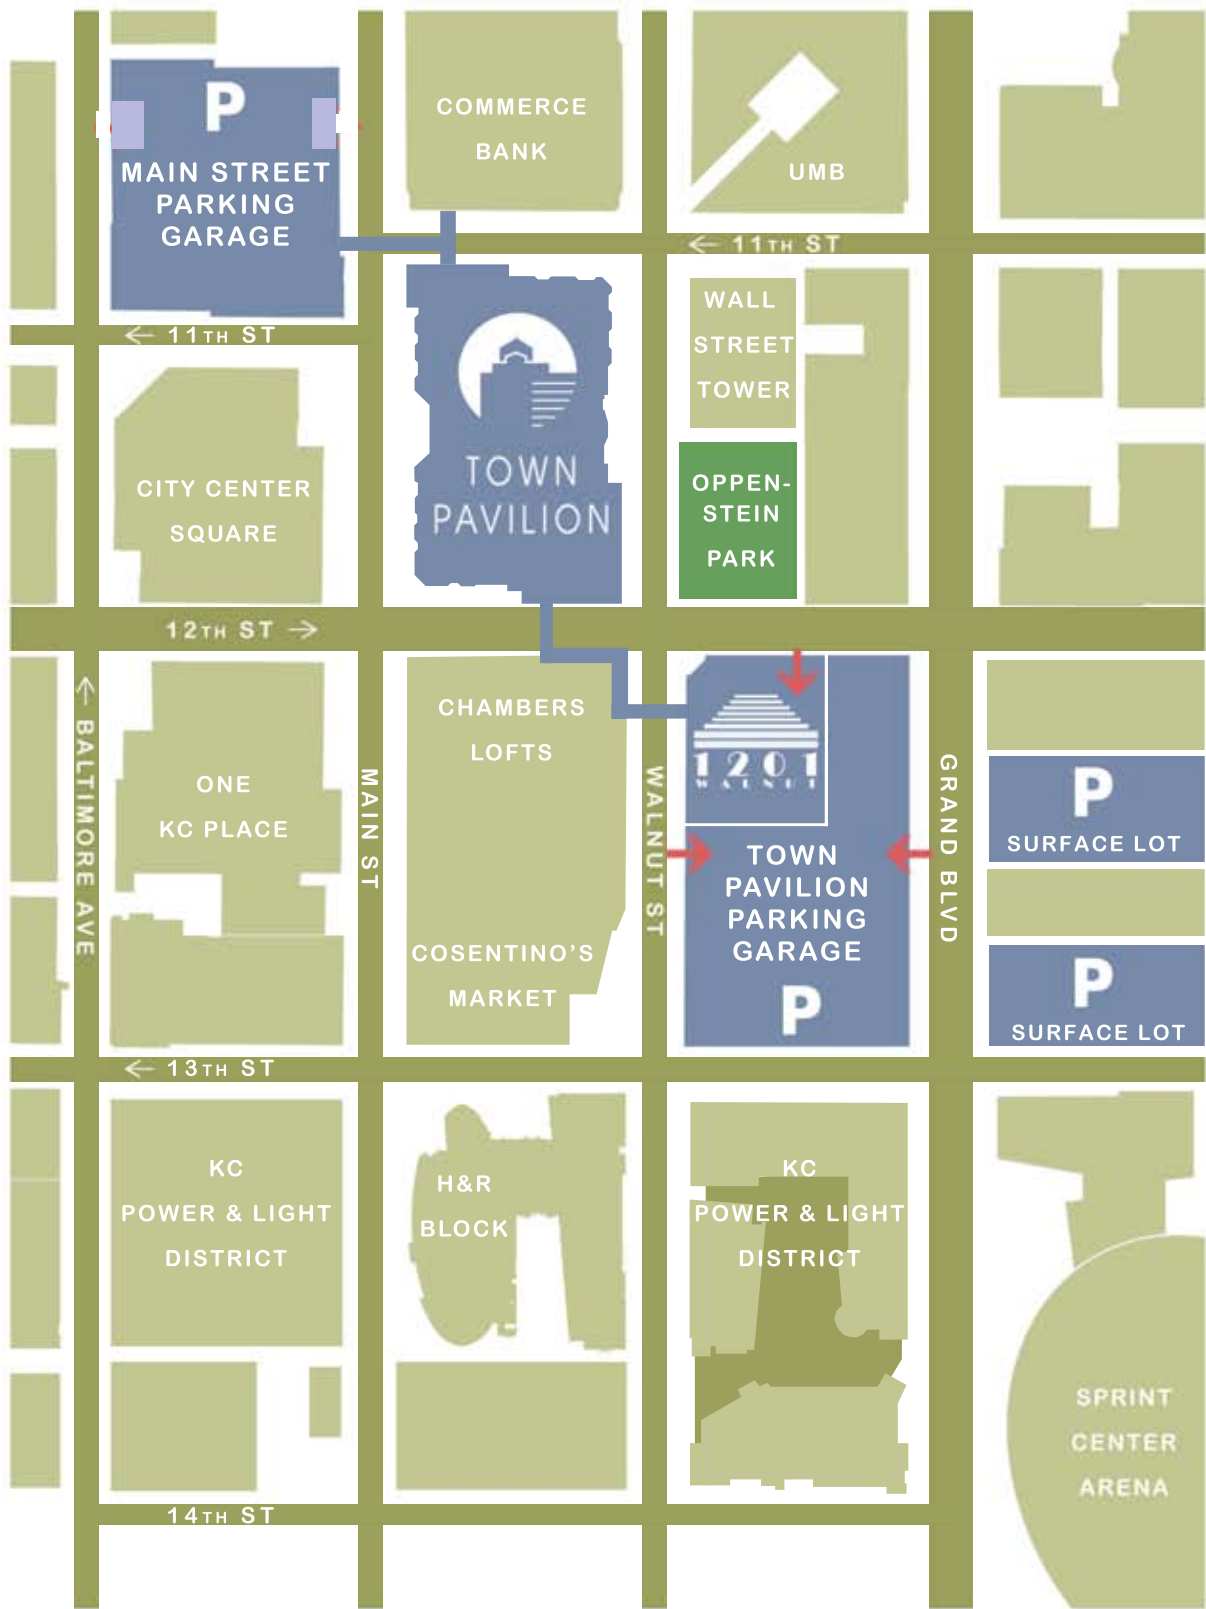 P
MAIN STREET
PARKING
GARAGE
COMMERCE
BANK
UMB
← 11TH ST
← 11TH ST
WALL
STREET
TOWER
TOWN
PAVILION
CITY CENTER
SQUARE
OPPEN-
STEIN
PARK
12TH ST →
← BALTIMORE AVE
ONE
KC PLACE
MAIN ST
CHAMBERS
LOFTS
COSENTINO'S
MARKET
WALNUT ST
1201
WALNUT
TOWN
PAVILION
PARKING
GARAGE
P
GRAND BLVD
P
SURFACE LOT
P
SURFACE LOT
← 13TH ST
KC
POWER & LIGHT
DISTRICT
H&R
BLOCK
KC
POWER & LIGHT
DISTRICT
SPRINT
CENTER
ARENA
14TH ST